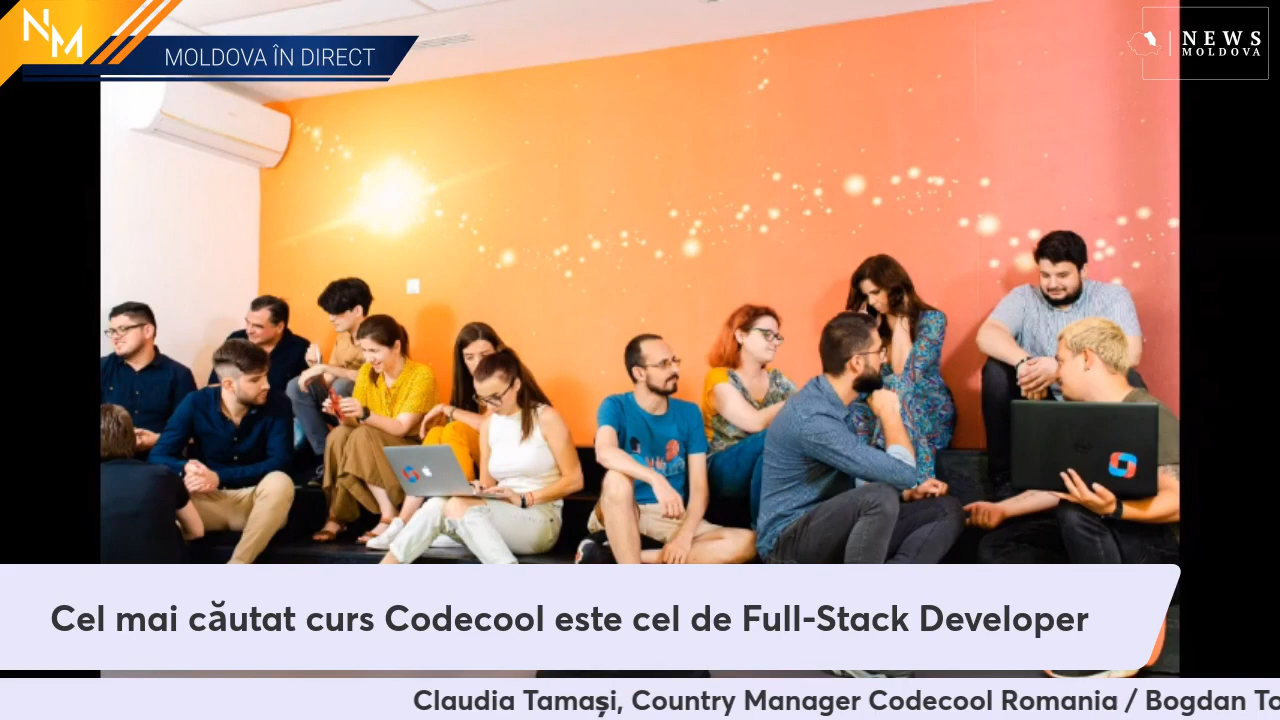 NM
MOLDOVA ÎN DIRECT
NEWS
MOLDOVA
Cel mai căutat curs Codecool este cel de Full-Stack Developer
Claudia Tamași, Country Manager Codecool Romania / Bogdan